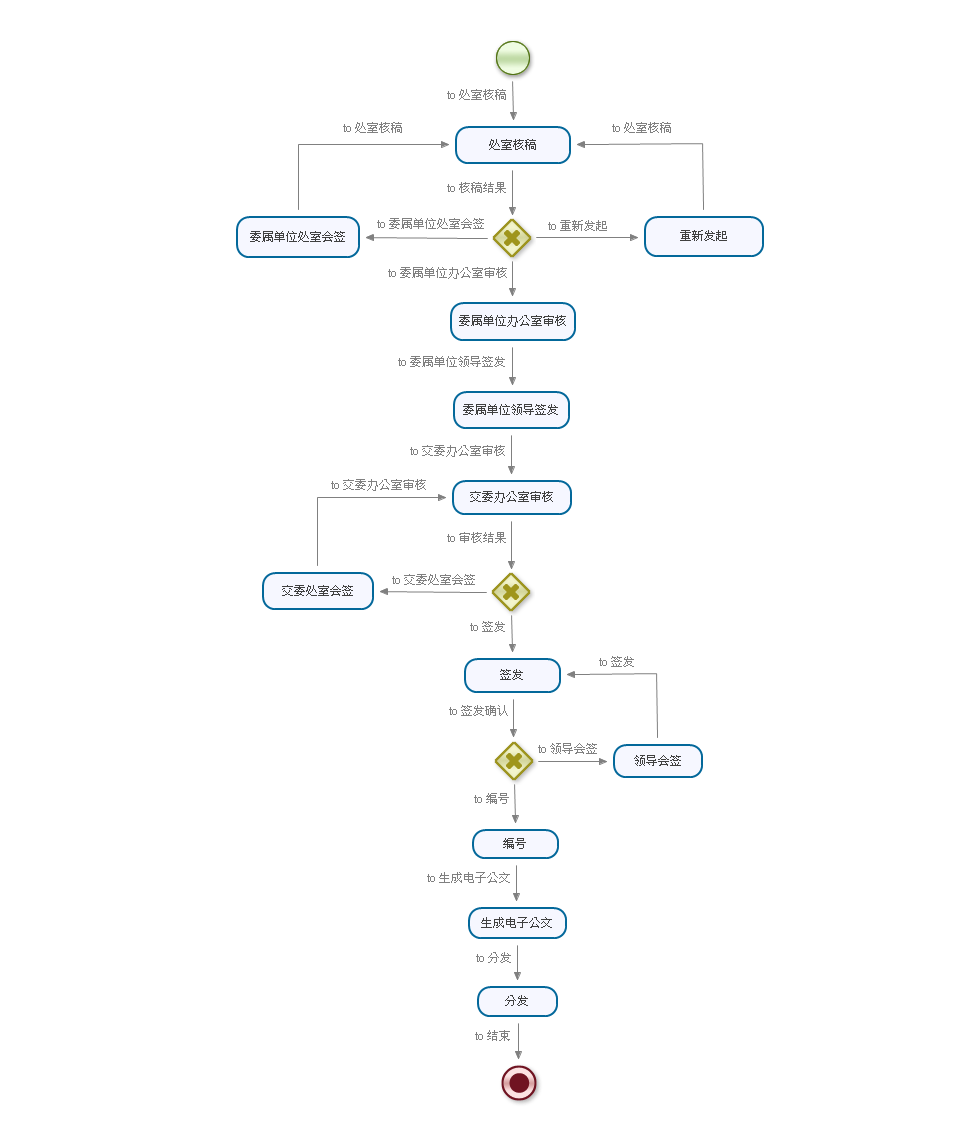 to 处室核稿
to 处室核稿
to 处室核稿
处室核稿
to 核稿结果
to 委属单位处室会签
to 重新发起
委属单位处室会签
重新发起
to 委属单位办公室审核
委属单位办公室审核
to 委属单位领导签发
委属单位领导签发
to 交委办公室审核
to 交委办公室审核
交委办公室审核
to 审核结果
to 交委处室会签
交委处室会签
to 签发
to 签发
签发
to 签发确认
to 领导会签
领导会签
to 编号
编号
to 生成电子公文
生成电子公文
to 分发
分发
to 结束